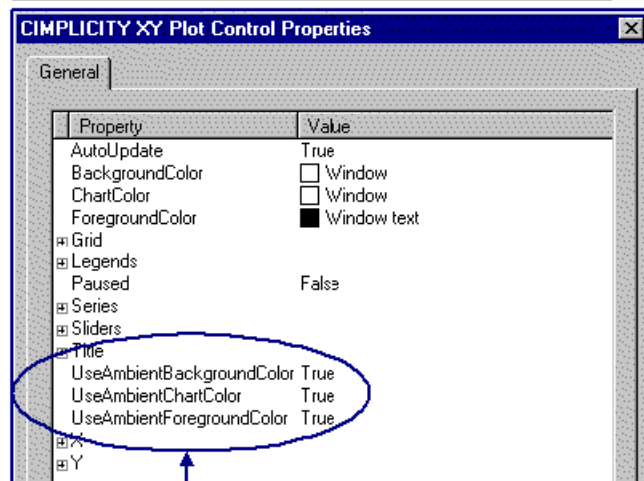 CIMPLICITY XY Plot Control Properties
General
Property Value
AutoUpdate True
BackgroundColor Window
ChartColor Window
ForegroundColor Window text
Grid
Legends
Paused False
Series
Sliders
Title
UseAmbientBackgroundColor True
UseAmbientChartColor True
UseAmbientForegroundColor True
X
Y